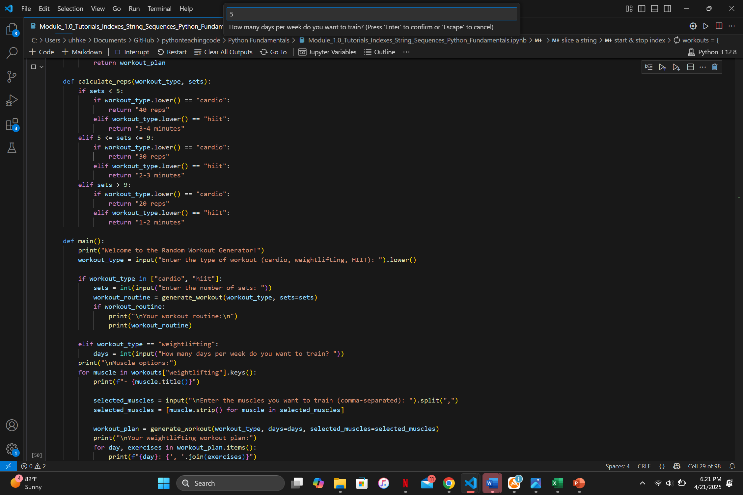 File Edit Selection View Go Run Terminal Help
5
How many days per week do you want to train? (Press 'Enter' to confirm or 'Escape' to cancel)
Module_1.0_Tutorials_Indexes_String_Sequences_Python_Fundam
C: > Users > uhhke > Documents > GitHub > pythonteachingcode > Python Fundamentals > Module_1.0_Tutorials_Indexes_String_Sequences_Python_Fundamentals.ipynb > M+ > M+ slice a string > M+ start & stop index > workouts = {
+ Code + Markdown Interrupt Restart Clear All Outputs Go To Jupyter Variables Outline ... Python 3.12.8
return workout_plan
def calculate_reps(workout_type, sets):
if sets < 5:
if workout_type.lower() == "cardio":
return "40 reps"
elif workout_type.lower() == "hiit":
return "3-4 minutes"
elif 5 <= sets <= 9:
if workout_type.lower() == "cardio":
return "30 reps"
elif workout_type.lower() == "hiit":
return "2-3 minutes"
elif sets > 9:
if workout_type.lower() == "cardio":
return "20 reps"
elif workout_type.lower() == "hiit":
return "1-2 minutes"
def main():
print("Welcome to the Random Workout Generator!")
workout_type = input("Enter the type of workout (cardio, weightlifting, HIIT): ").lower()
if workout_type in ["cardio", "hiit"]:
sets = int(input("Enter the number of sets: "))
workout_routine = generate_workout(workout_type, sets=sets)
if workout_routine:
print("\nYour workout routine:\n")
print(workout_routine)
elif workout_type == "weightlifting":
days = int(input("How many days per week do you want to train? "))
print("\nMuscle options:")
for muscle in workouts["weightlifting"].keys():
print(f"- {muscle.title()}")
selected_muscles = input("\nEnter the muscles you want to train (comma-separated): ").split(",")
selected_muscles = [muscle.strip() for muscle in selected_muscles]
workout_plan = generate_workout(workout_type, days=days, selected_muscles=selected_muscles)
print("\nYour weightlifting workout plan:")
for day, exercises in workout_plan.items():
print(f"{day}: {', '.join(exercises)}")
0 2 Spaces: 4 CRLF Cell 29 of 98
82°F
Sunny
Search
6:21 PM
4/23/2025